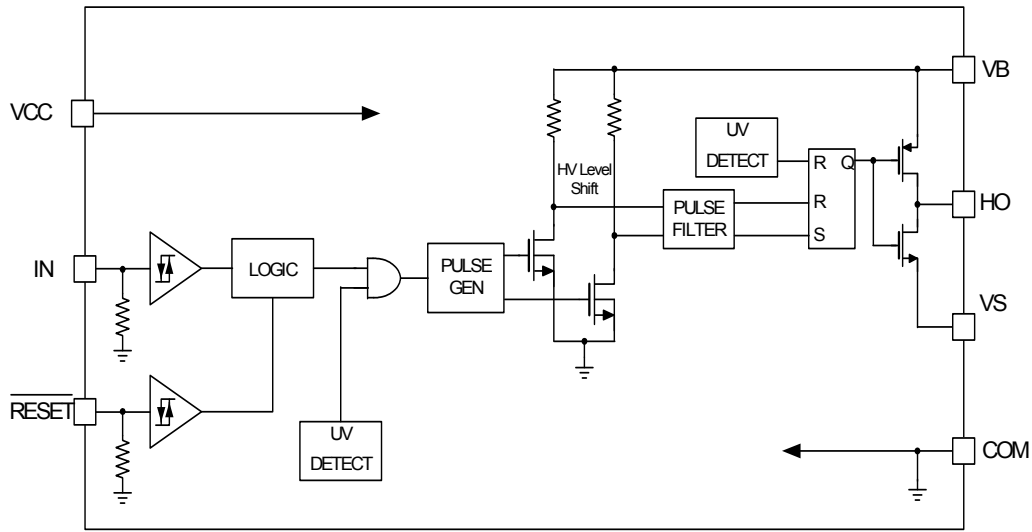 VCC
IN
RESET
LOGIC
UV
DETECT
PULSE
GEN
HV Level
Shift
UV
DETECT
PULSE
FILTER
R
Q
R
S
VB
HO
VS
COM